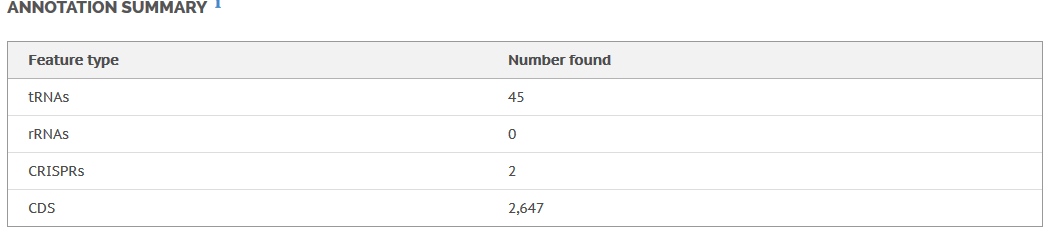 ANNOTATION SUMMARY i
Feature type Number found
tRNAs 45
rRNAs 0
CRISPRs 2
CDS 2,647